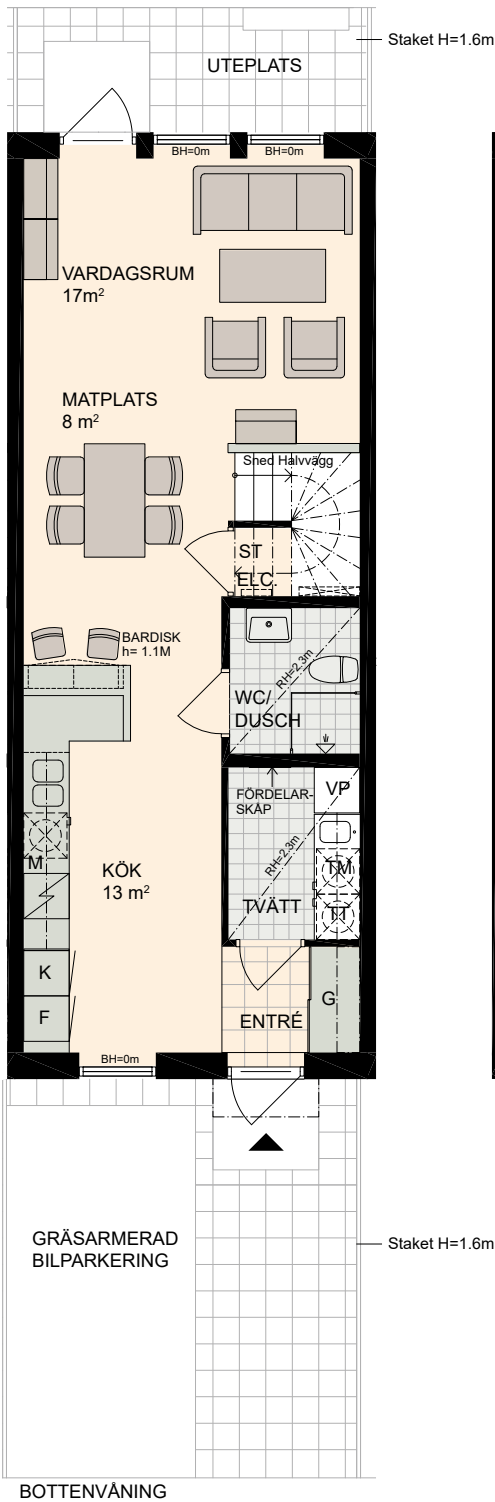 Staket H=1.6m
UTEPLATS
BH=0m
BH=0m
VARDAGSRUM
17m²
MATPLATS
8 m²
Sned Halvvägg
ST
ELC.
BARDISK
h= 1.1M
RH=2.3m
WC/
DUSCH
FÖRDELAR-
SKÅP
VP
RH=2.3m
M
KÖK
13 m²
TM
TVÄTT
TT
K
G
F
ENTRÉ
BH=0m
GRÄSARMERAD
BILPARKERING
Staket H=1.6m
BOTTENVÅNING